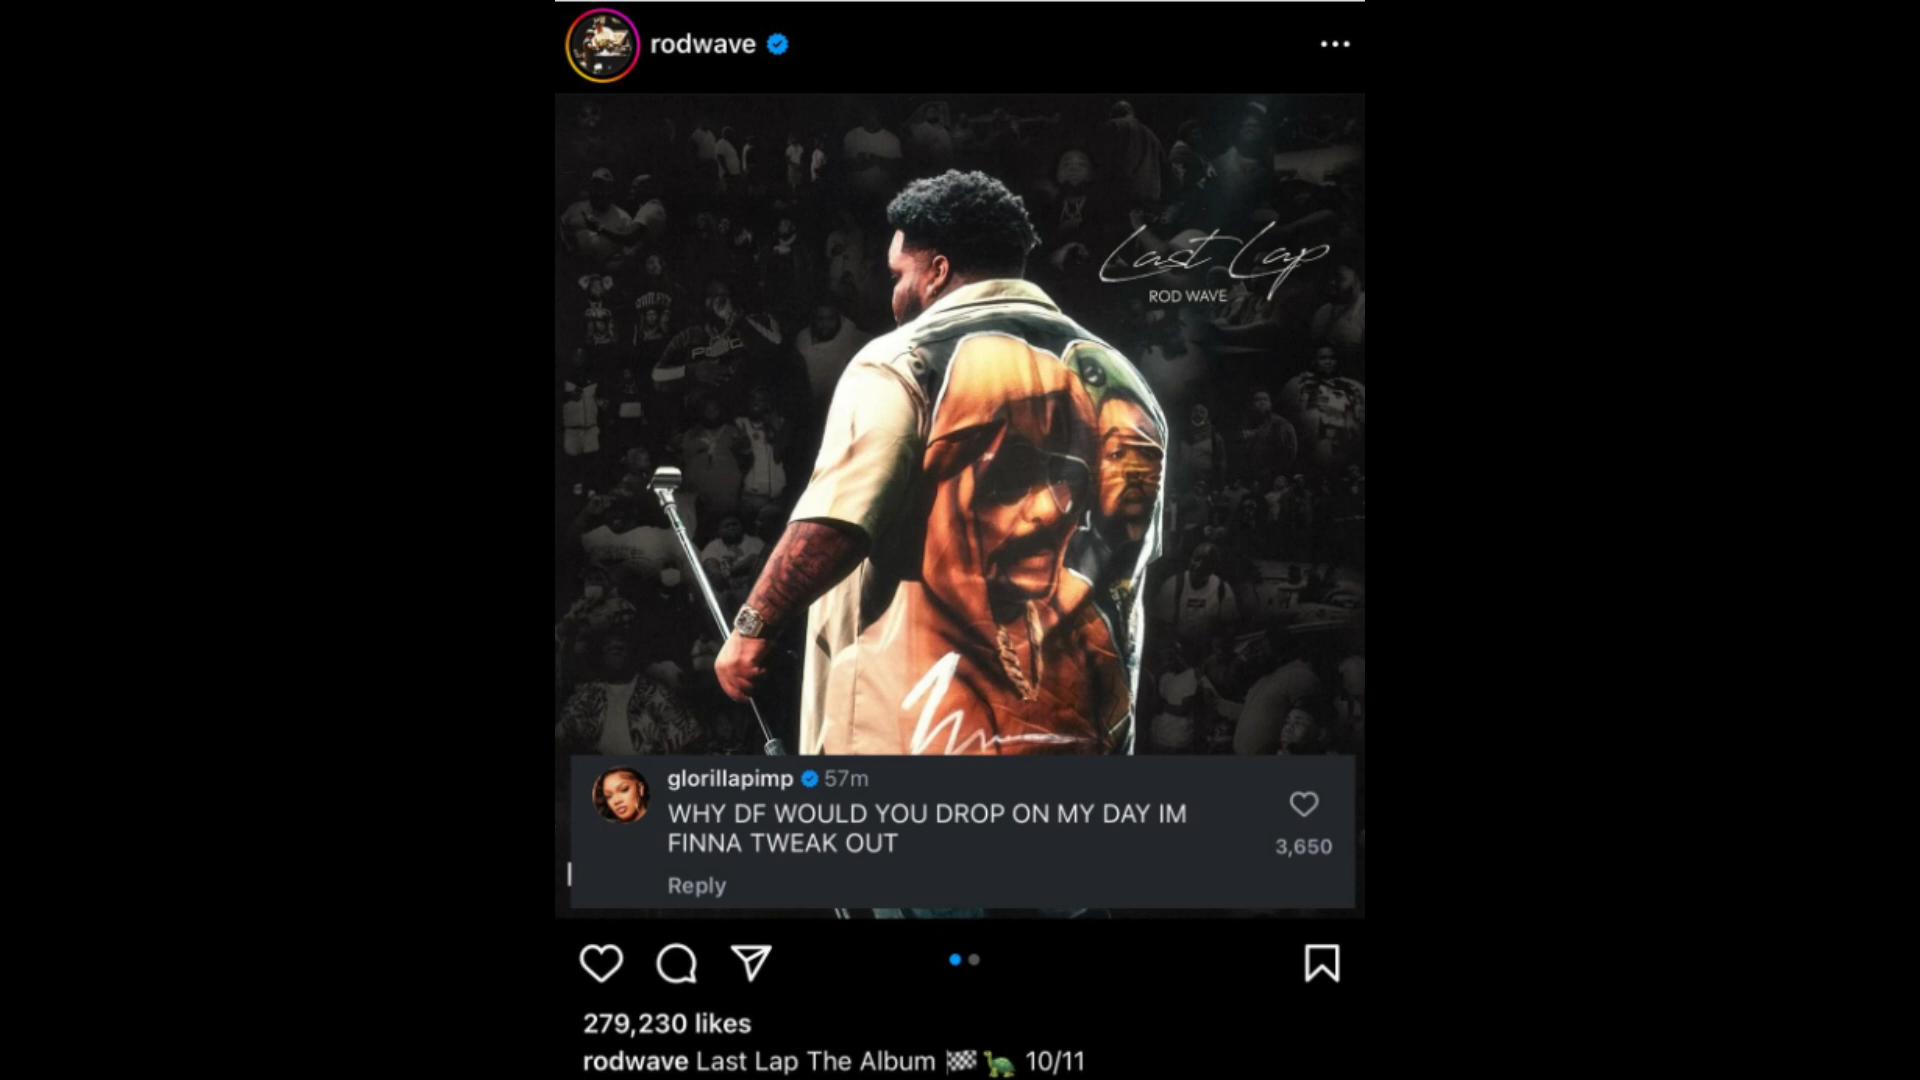 rodwave
Last Lap
ROD WAVE
glorillapimp 57m
WHY DF WOULD YOU DROP ON MY DAY IM
FINNA TWEAK OUT
3,650
Reply
279,230 likes
rodwave Last Lap The Album 🏁 🐢 10/11